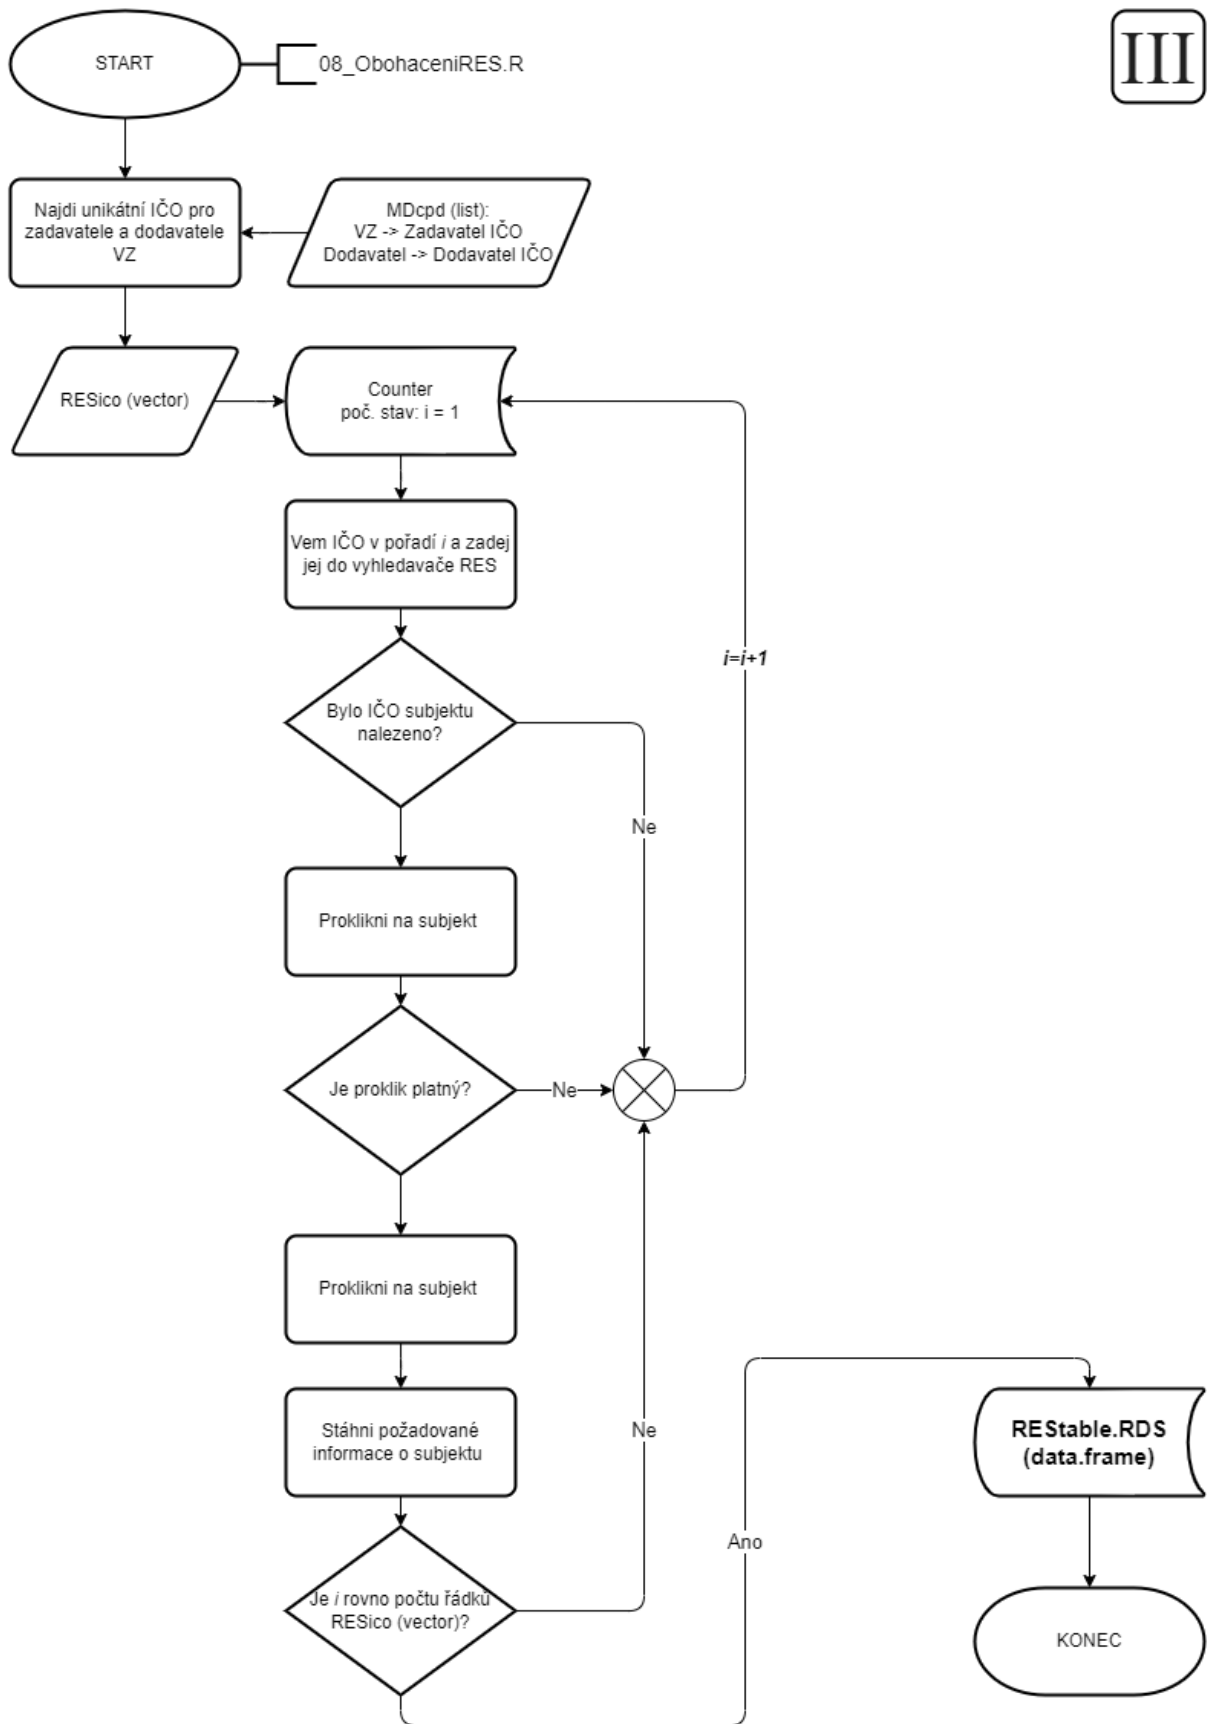 START
08_ObohaceniRES.R
III
Najdi unikátní IČO pro
zadavatele a dodavatele
VZ
MDcpd (list):
VZ -> Zadavatel IČO
Dodavatel -> Dodavatel IČO
RESico (vector)
Counter
poč. stav: i = 1
Vem IČO v pořadí i a zadej
jej do vyhledavače RES
i=i+1
Bylo IČO subjektu
nalezeno?
Ne
Proklikni na subjekt
Je proklik platný?
Ne
Proklikni na subjekt
Stáhni požadované
informace o subjektu
Ne
REStable.RDS
(data.frame)
Ano
Je i rovno počtu řádků
RESico (vector)?
KONEC